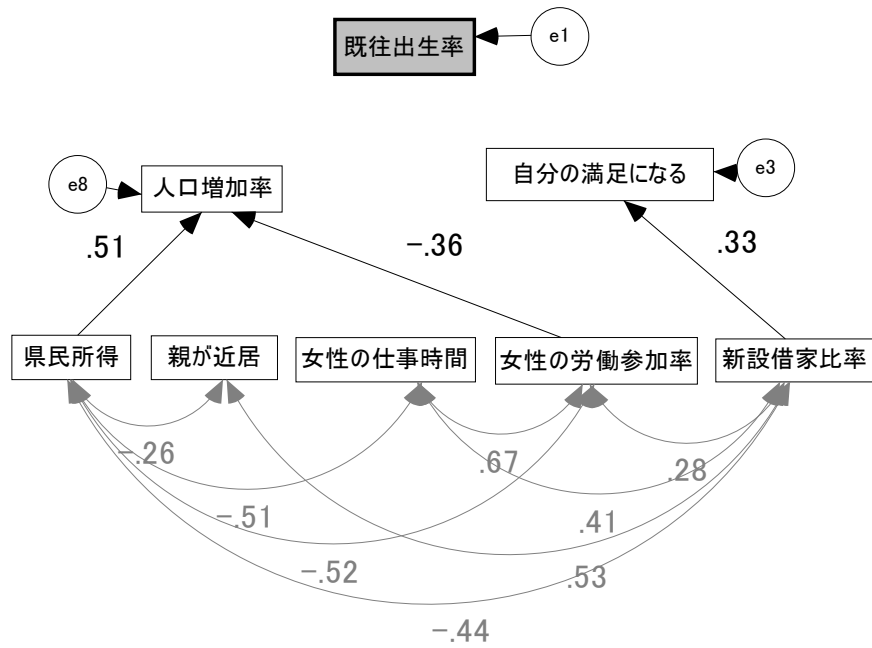 既往出生率
e1
e8
人口増加率
自分の満足になる
e3
.51
-.36
.33
県民所得
親が近居
女性の仕事時間
女性の労働参加率
新設借家比率
-.26
.67
.28
-.51
.41
-.52
.53
-.44